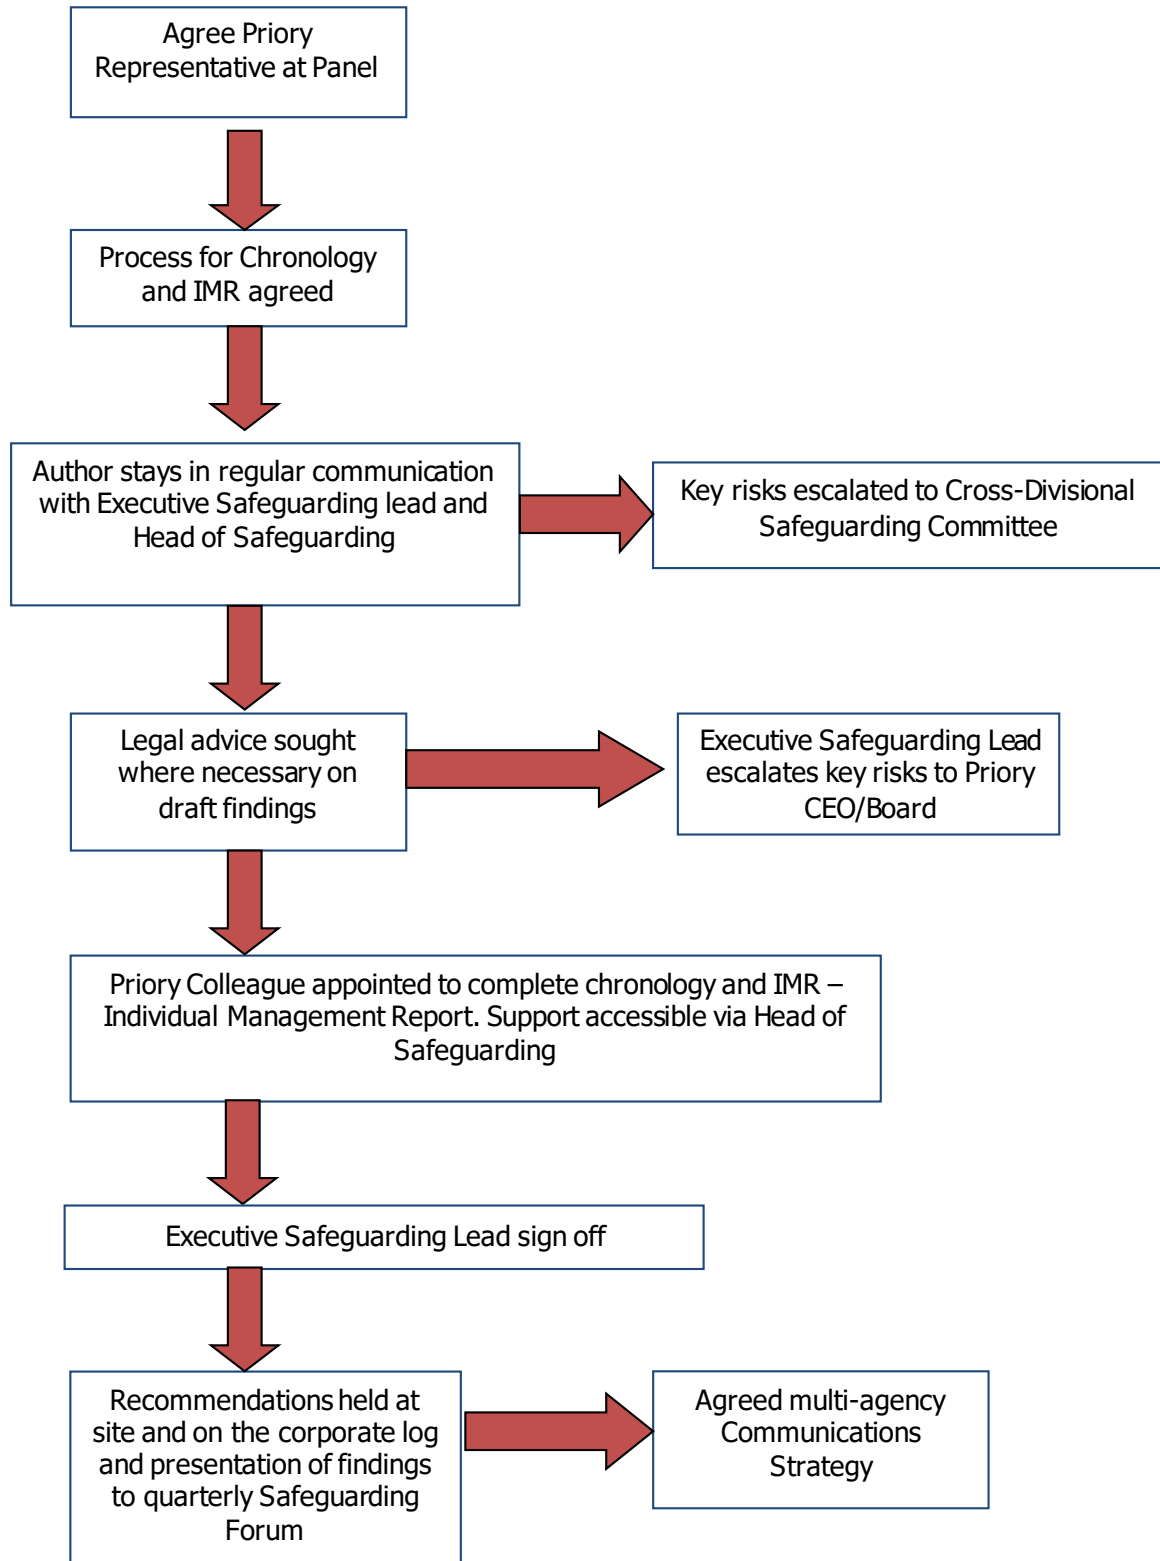 Agree Priory
Representative at Panel
Process for Chronology
and IMR agreed
Author stays in regular communication
with Executive Safeguarding lead and
Head of Safeguarding
Key risks escalated to Cross-Divisional
Safeguarding Committee
Legal advice sought
where necessary on
draft findings
Executive Safeguarding Lead
escalates key risks to Priory
CEO/Board
Priory Colleague appointed to complete chronology and IMR –
Individual Management Report. Support accessible via Head of
Safeguarding
Executive Safeguarding Lead sign off
Recommendations held at
site and on the corporate log
and presentation of findings
to quarterly Safeguarding
Forum
Agreed multi-agency
Communications
Strategy